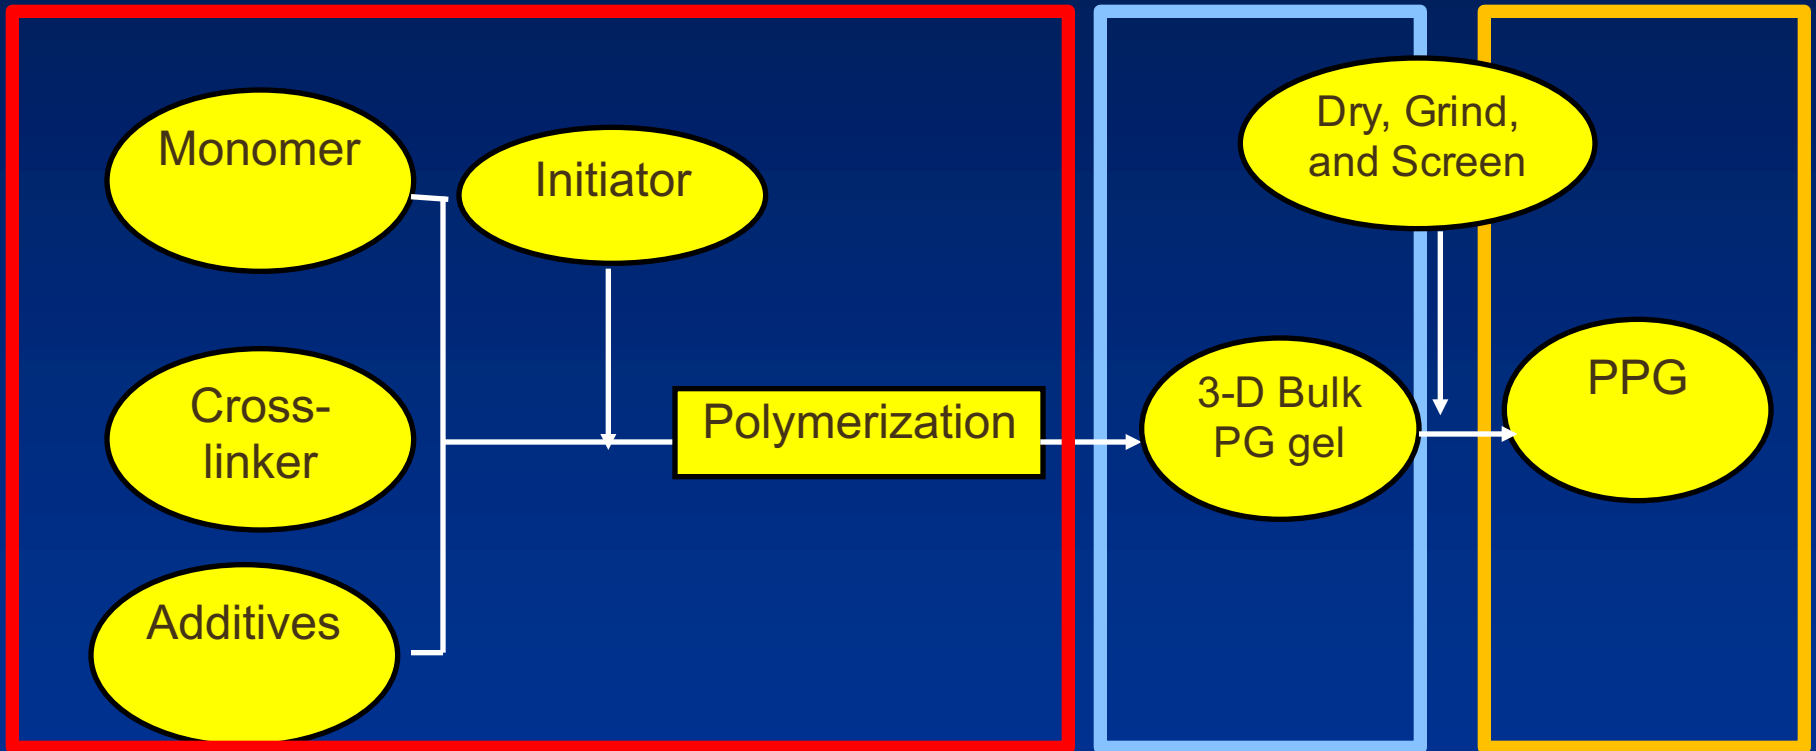 Monomer
Initiator
Cross-
linker
Additives
Polymerization
3-D Bulk
PG gel
Dry, Grind,
and Screen
PPG